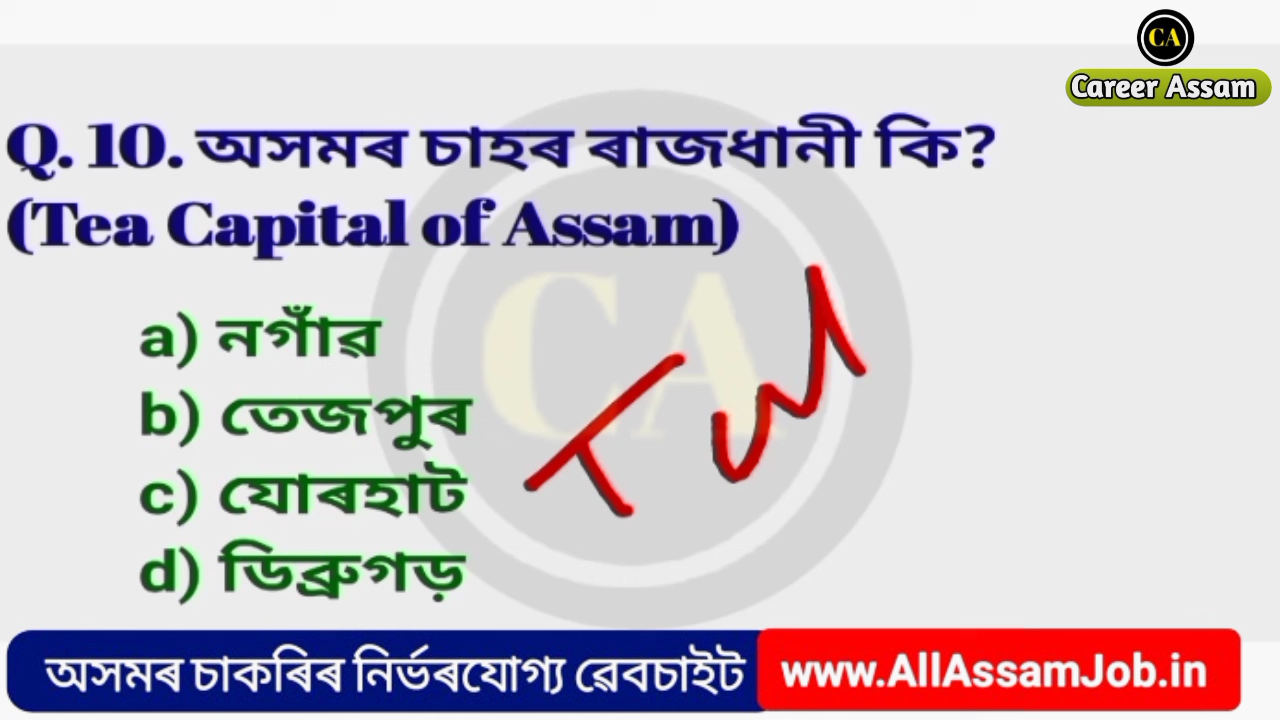 CA
Career Assam
Q. 10. অসমৰ চাহৰ ৰাজধানী কি?
(Tea Capital of Assam)
CA
a) নগাঁৱ
b) তেজপুৰ
c) যোৰহাট
d) ডিব্ৰুগড়
অসমৰ চাকৰিৰ নিৰ্ভৰযোগ্য ৱেবচাইট www.AllAssamJob.in